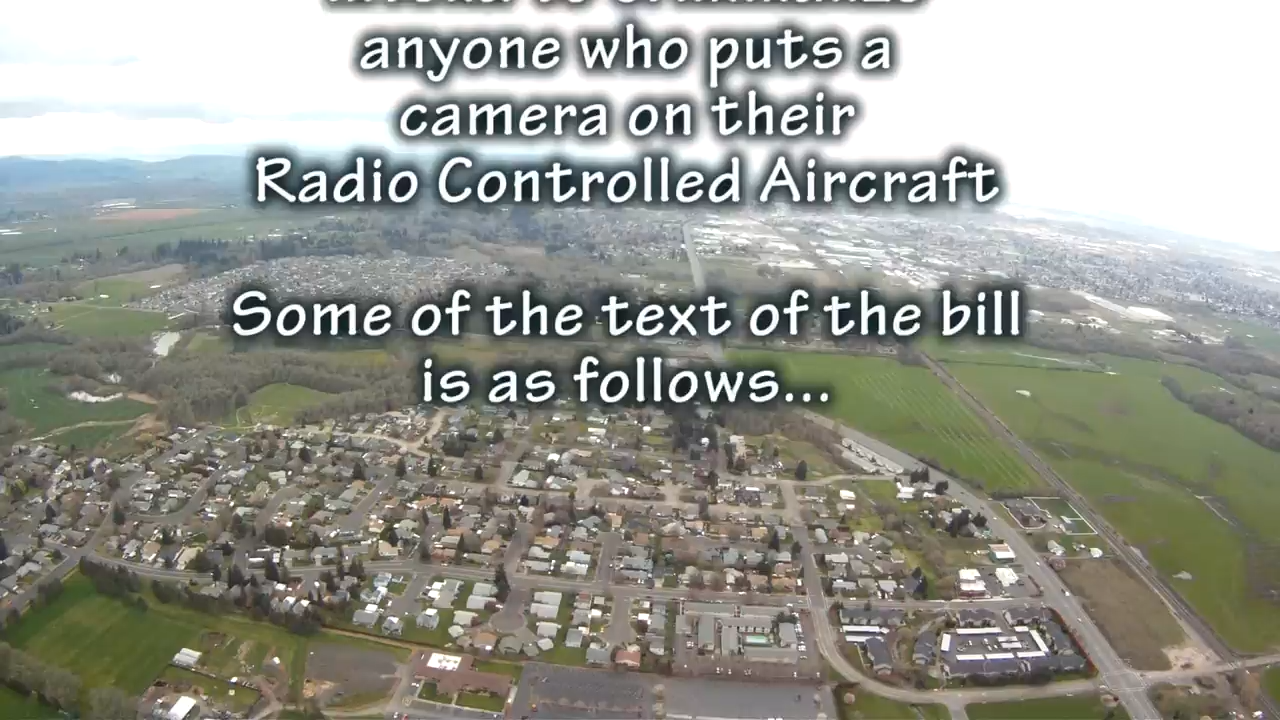 anyone who puts a
camera on their
Radio Controlled Aircraft
Some of the text of the bill
is as follows...